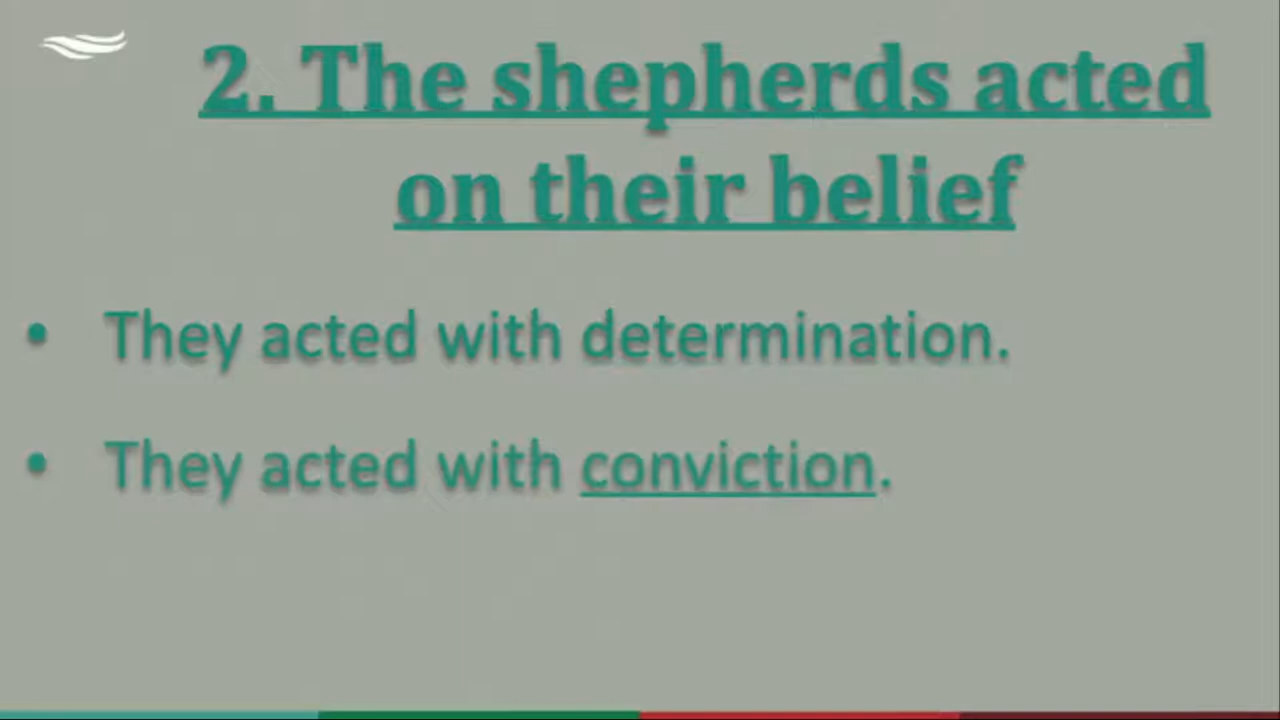 2. The shepherds acted
on their belief
• They acted with determination.
• They acted with conviction.